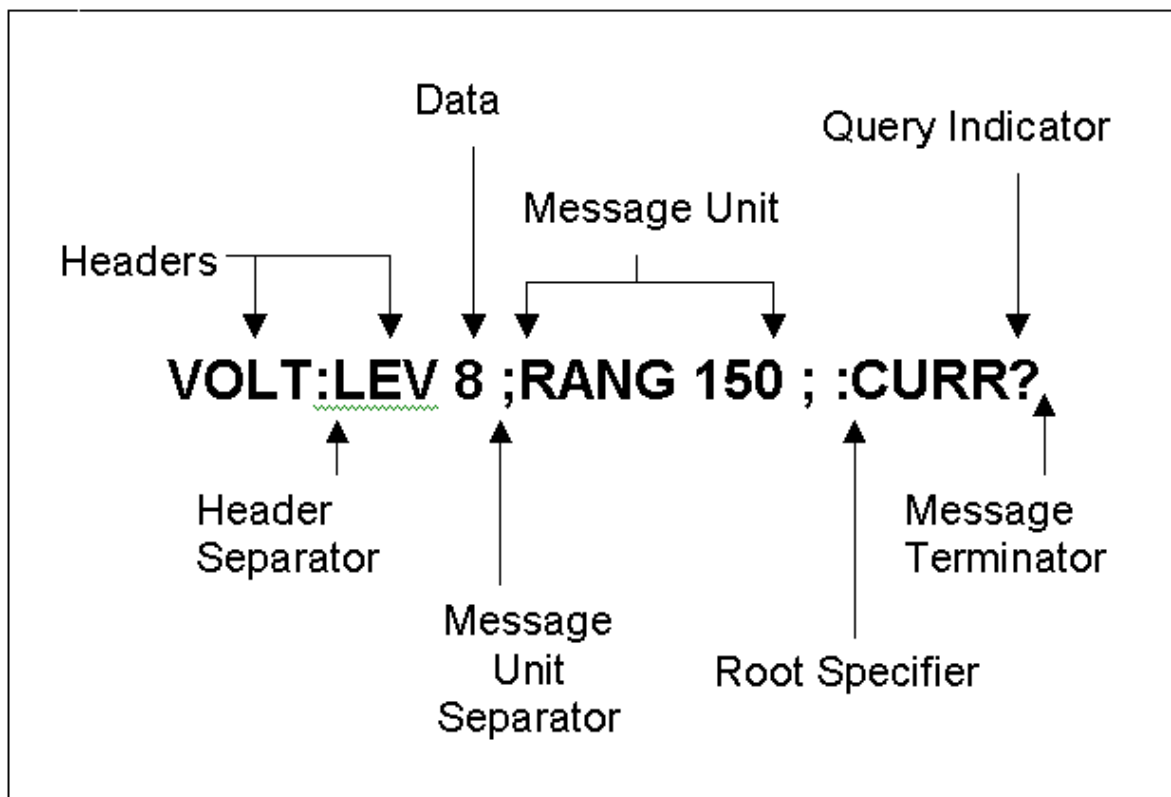 Data
Query Indicator
Message Unit
Headers
VOLT:LEV 8 ;RANG 150 ; :CURR?
Header
Separator
Message
Terminator
Message
Unit
Separator
Root Specifier